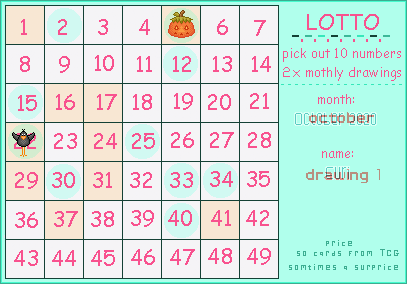 1 2 3 4 6 7
8 9 10 11 12 13 14
15 16 17 18 19 20 21
23 24 25 26 27 28
29 30 31 32 33 34 35
36 37 38 39 40 41 42
43 44 45 46 47 48 49
LOTTO
pick out 10 numbers
2x mothly drawings
month:
october
name:
drawing 1
price
50 cards from TCG
somtimes a surprice